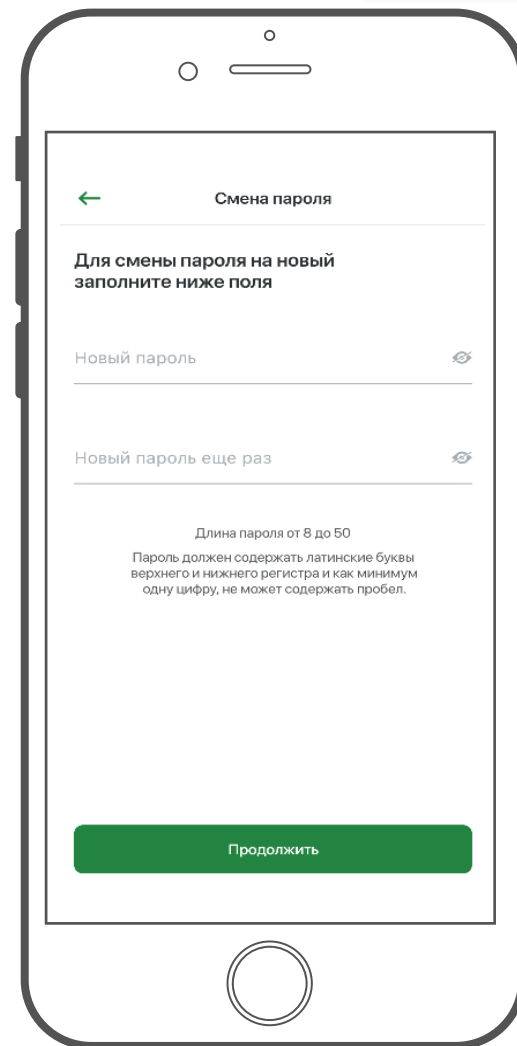 Смена пароля
Для смены пароля на новый
заполните ниже поля
Новый пароль
Новый пароль еще раз
Длина пароля от 8 до 50
Пароль должен содержать латинские буквы
верхнего и нижнего регистра и как минимум
одну цифру, не может содержать пробел.
Продолжить